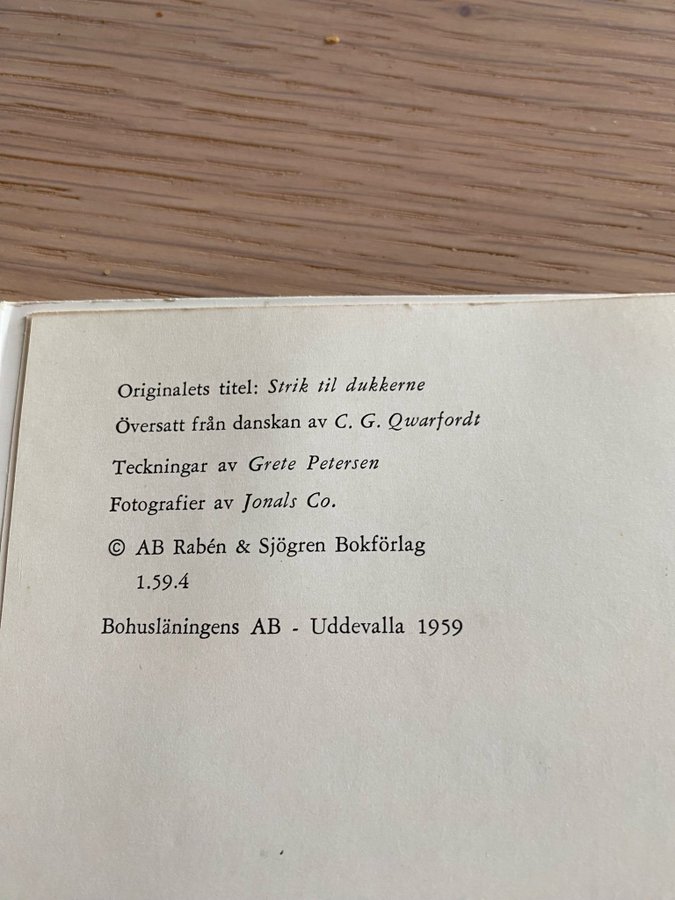 Originalets titel: Strik til dukkerne
Översatt från danskan av C. G. Qwarfordt
Teckningar av Grete Petersen
Fotografier av Jonals Co.
© AB Rabén & Sjögren Bokförlag
1.59.4
Bohusläningens AB - Uddevalla 1959